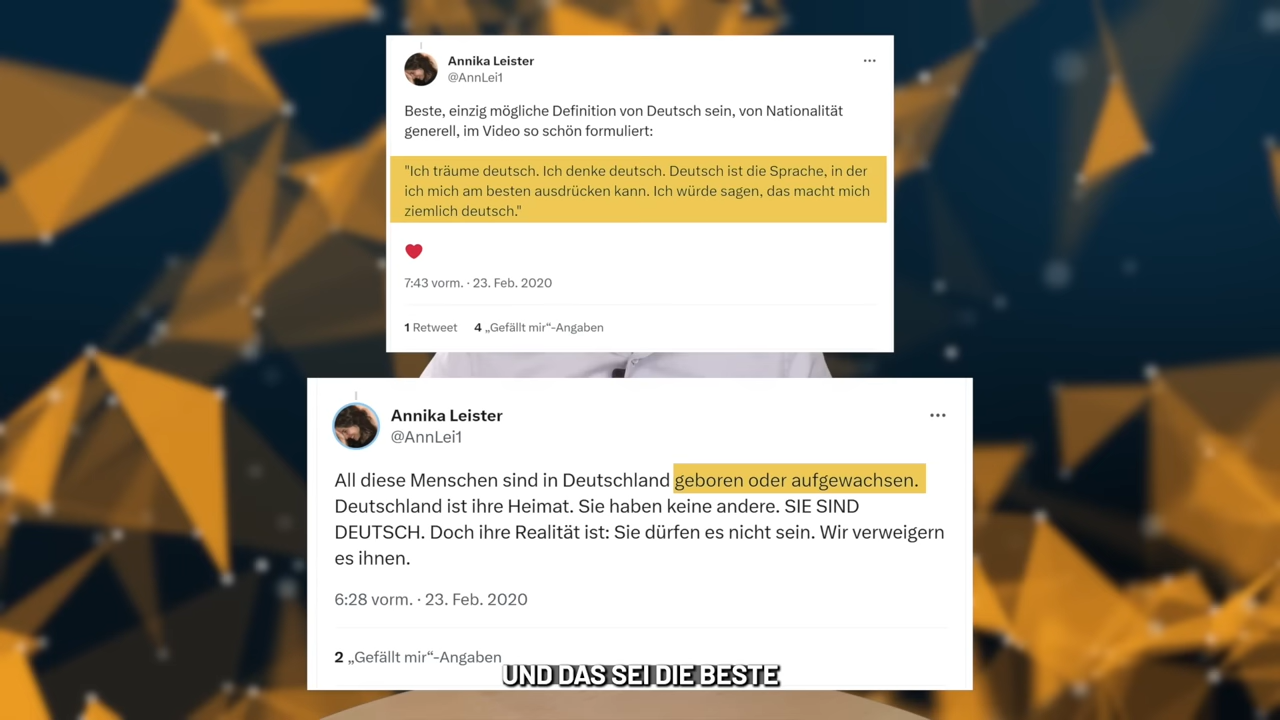 Annika Leister
@AnnLei1
Beste, einzig mögliche Definition von Deutsch sein, von Nationalität
generell, im Video so schön formuliert:
"Ich träume deutsch. Ich denke deutsch. Deutsch ist die Sprache, in der
ich mich am besten ausdrücken kann. Ich würde sagen, das macht mich
ziemlich deutsch."
❤️
7:43 vorm. · 23. Feb. 2020
1 Retweet 4 „Gefällt mir“-Angaben
Annika Leister
@AnnLei1
All diese Menschen sind in Deutschland geboren oder aufgewachsen.
Deutschland ist ihre Heimat. Sie haben keine andere. SIE SIND
DEUTSCH. Doch ihre Realität ist: Sie dürfen es nicht sein. Wir verweigern
es ihnen.
6:28 vorm. · 23. Feb. 2020
2 „Gefällt mir“-Angaben
UND DAS SEI DIE BESTE